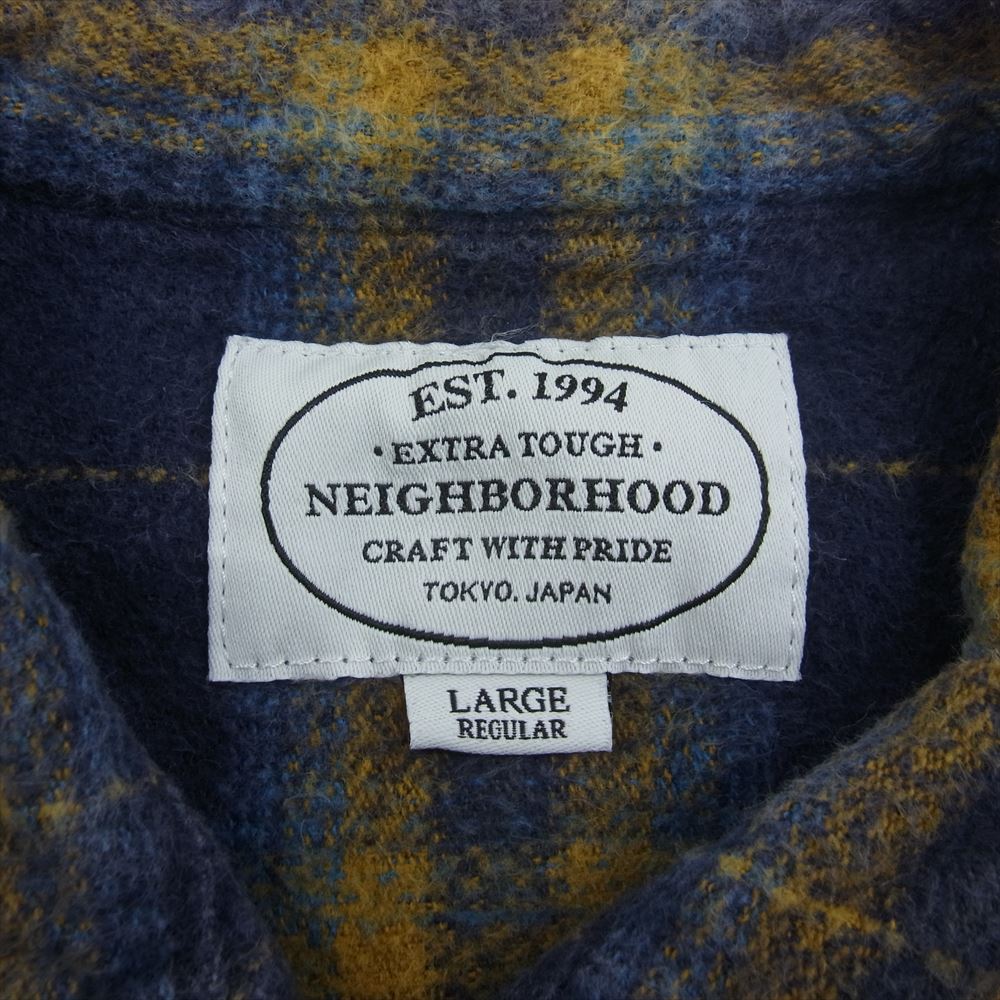 EST. 1994
· EXTRA TOUGH ·
NEIGHBORHOOD
CRAFT WITH PRIDE
TOKYO. JAPAN
LARGE
REGULAR